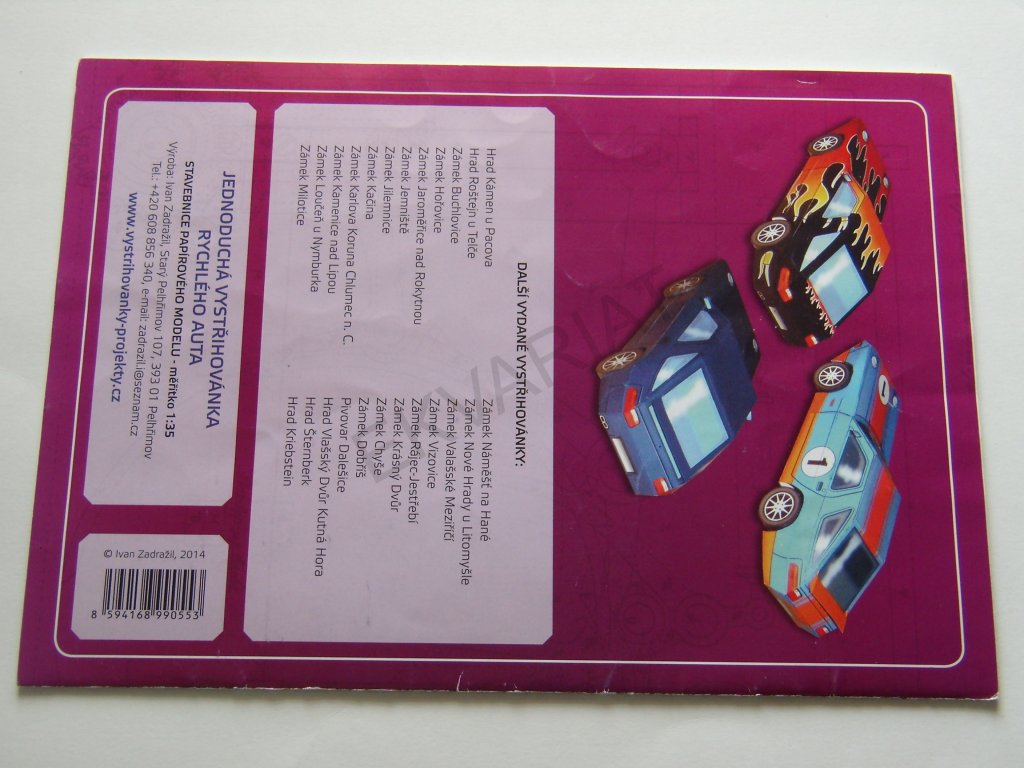 1
1
DALŠÍ VYDANÉ VYSTŘIHOVÁNKY:
Hrad Kámen u Pacova
Hrad Roštejn u Telče
Zámek Buchlovice
Zámek Hořovice
Zámek Jaroměřice nad Rokytnou
Zámek Jemniště
Zámek Jilemnice
Zámek Kačina
Zámek Karlova Koruna Chlumec n. C.
Zámek Kamenice nad Lipou
Zámek Loučeň u Nymburka
Zámek Milotice
Zámek Náměšť na Hané
Zámek Nové Hrady u Litomyšle
Zámek Valašské Meziříčí
Zámek Vizovice
Zámek Rájec-Jestřebí
Zámek Krásný Dvůr
Zámek Chyše
Zámek Dobříš
Pivovar Dalešice
Hrad Vlašský Dvůr Kutná Hora
Hrad Šternberk
Hrad Kriebstein
JEDNODUCHÁ VYSTŘIHOVÁNKA
RYCHLÉHO AUTA
STAVEBNICE PAPÍROVÉHO MODELU - měřítko 1:35
Výroba: Ivan Zadražil, Starý Pelhřimov 107, 393 01 Pelhřimov
Tel.: +420 608 856 340, e-mail: zadrazil.i@seznam.cz
www.vystrihovanky-projekty.cz
© Ivan Zadražil, 2014
8 594168 990553